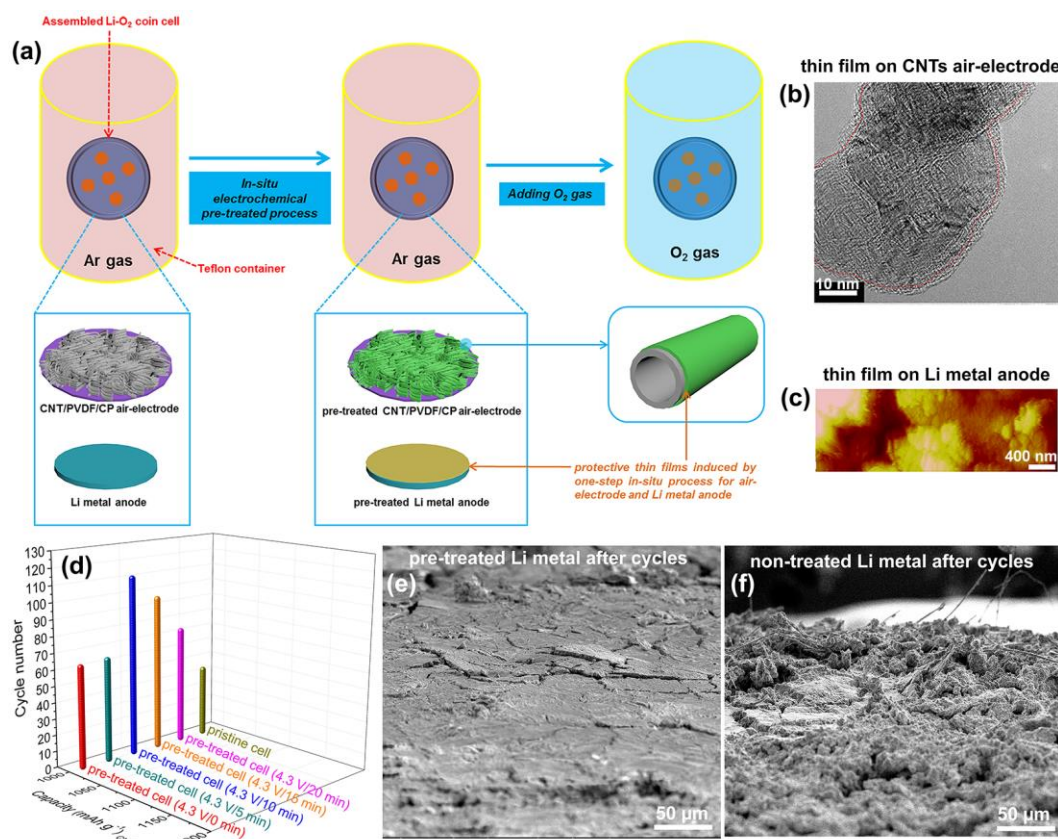 Assembled Li-O₂ coin cell
(a)
Ar gas
Teflon container
In-situ
electrochemical
pre-treated process
Ar gas
Adding O₂ gas
O₂ gas
CNT/PVDF/CP air-electrode
Li metal anode
pre-treated CNT/PVDF/CP air-electrode
pre-treated Li metal anode
protective thin films induced by
one-step in-situ process for air-
electrode and Li metal anode
thin film on CNTs air-electrode
(b)
10 nm
thin film on Li metal anode
(c)
400 nm
(d)
130
120
110
100
90
80
70
60
50
40
30
20
10
0
Cycle number
1000
1050
1100
1150
Capacity (mAh g⁻¹)
pristine cell
pre-treated cell (4.3 V/20 min)
pre-treated cell (4.3 V/15 min)
pre-treated cell (4.3 V/10 min)
pre-treated cell (4.3 V/5 min)
pre-treated cell (4.3 V/0 min)
pre-treated Li metal after cycles
(e)
50 µm
non-treated Li metal after cycles
(f)
50 µm